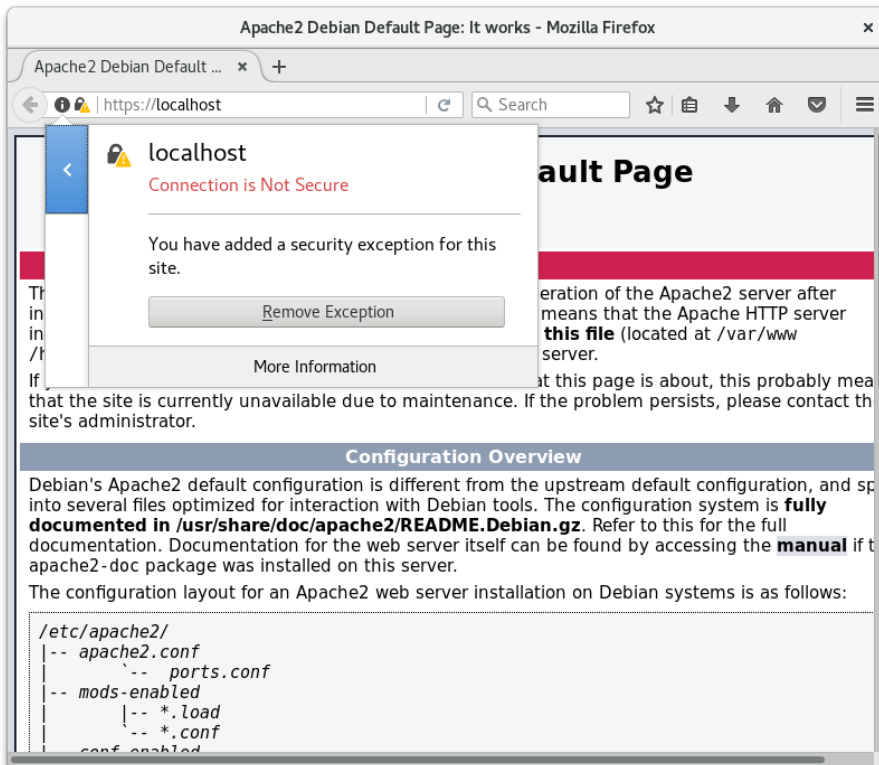 Apache2 Debian Default Page: It works - Mozilla Firefox
Apache2 Debian Default ...
https://localhost
Search
localhost
Connection is Not Secure
You have added a security exception for this
site.
Remove Exception
More Information
ault Page
eration of the Apache2 server after
in means that the Apache HTTP server
in this file (located at /var/www
/h server.
If at this page is about, this probably mea
that the site is currently unavailable due to maintenance. If the problem persists, please contact th
site's administrator.
Configuration Overview
Debian's Apache2 default configuration is different from the upstream default configuration, and sp
into several files optimized for interaction with Debian tools. The configuration system is fully
documented in /usr/share/doc/apache2/README.Debian.gz. Refer to this for the full
documentation. Documentation for the web server itself can be found by accessing the manual if t
apache2-doc package was installed on this server.
The configuration layout for an Apache2 web server installation on Debian systems is as follows:
/etc/apache2/
|-- apache2.conf
|       `--  ports.conf
|-- mods-enabled
|       |-- *.load
|       `-- *.conf
|-- conf-enabled